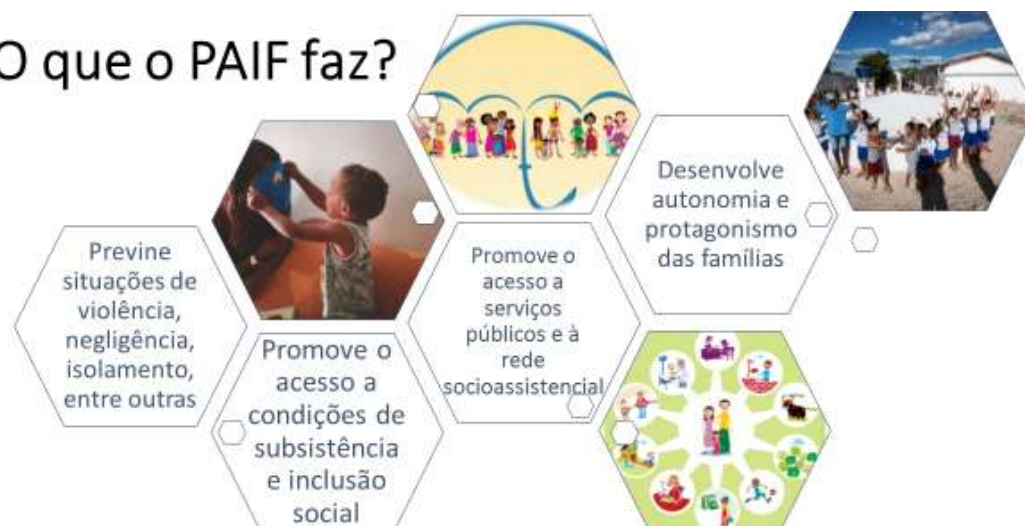 O que o PAIF faz?
Previne
situações de
violência,
negligência,
isolamento,
entre outras
Promove o
acesso a
condições de
subsistência
e inclusão
social
Promove o
acesso a
serviços
públicos e à
rede
socioassistencial
Desenvolve
autonomia e
protagonismo
das famílias